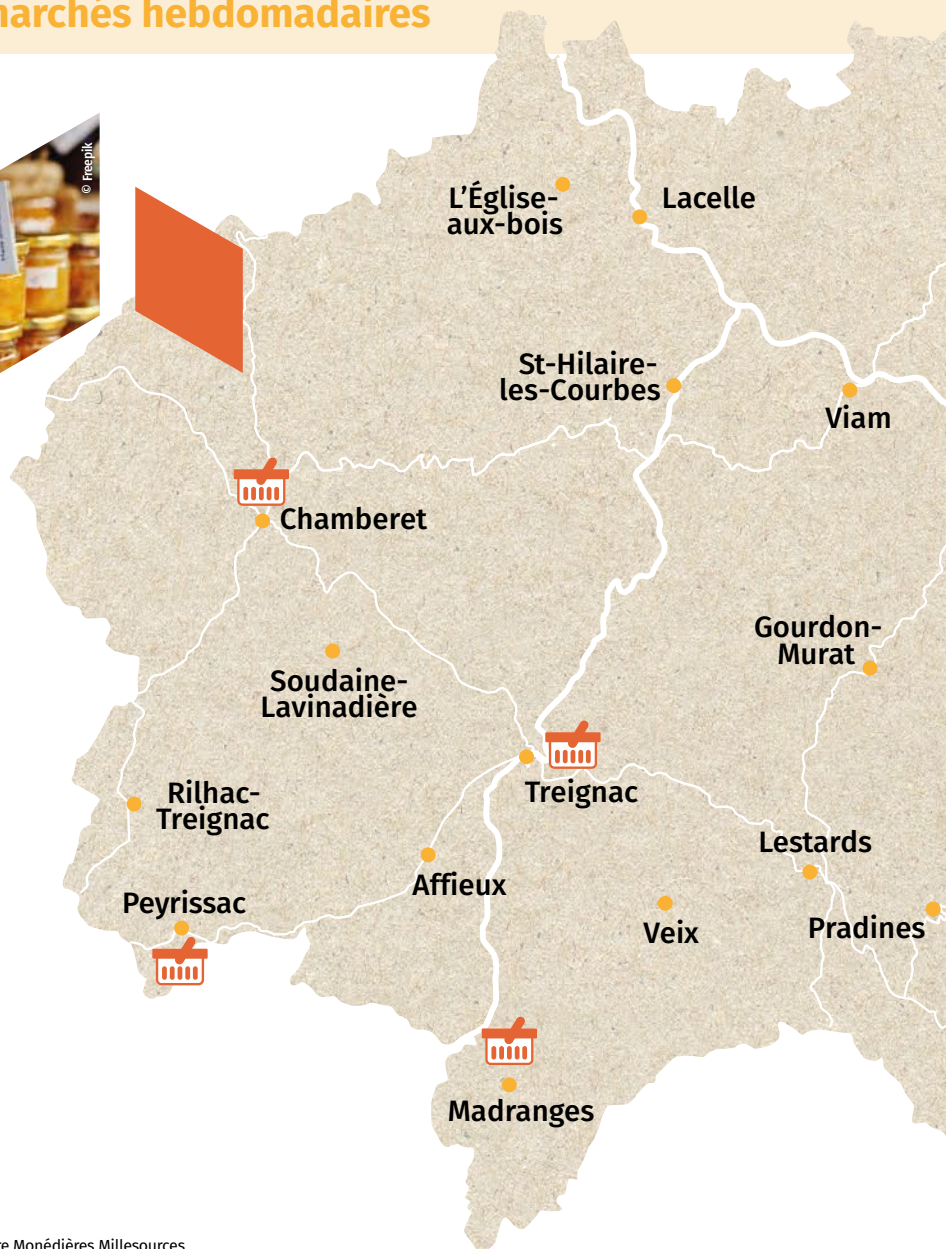 marchés hebdomadaires
© Freepik
L'Église-
aux-bois
Lacelle
St-Hilaire-
les-Courbes
Viam
Chamberet
Gourdon-
Murat
Soudaine-
Lavinadière
Treignac
Rilhac-
Treignac
Lestards
Affieux
Peyrissac
Veix
Pradines
Madranges
Monédières Millesources